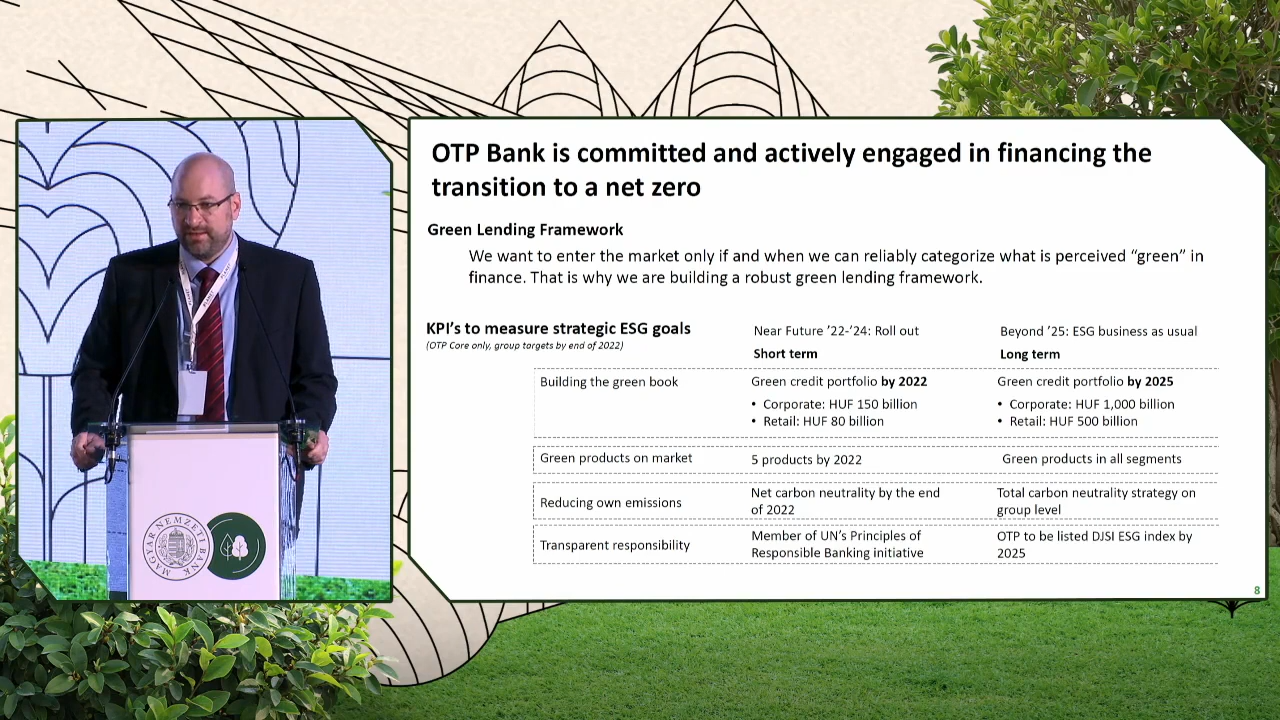 OTP Bank is committed and actively engaged in financing the
transition to a net zero
Green Lending Framework
We want to enter the market only if and when we can reliably categorize what is perceived “green” in
finance. That is why we are building a robust green lending framework.
KPI’s to measure strategic ESG goals
(OTP Core only, group targets by end of 2022)
Near Future ’22-’24: Roll out
Beyond ’25: ESG business as usual
Short term
Long term
Building the green book
Green credit portfolio by 2022
• Corporate: HUF 150 billion
• Retail: HUF 80 billion
Green credit portfolio by 2025
• Corporate: HUF 1,000 billion
• Retail: HUF 500 billion
Green products on market
5 products by 2022
Green products in all segments
Reducing own emissions
Net carbon neutrality by the end
of 2022
Total carbon neutrality strategy on
group level
Transparent responsibility
Member of UN’s Principles of
Responsible Banking initiative
OTP to be listed DJSI ESG index by
2025
8
MAGYAR NEMZETI BANK